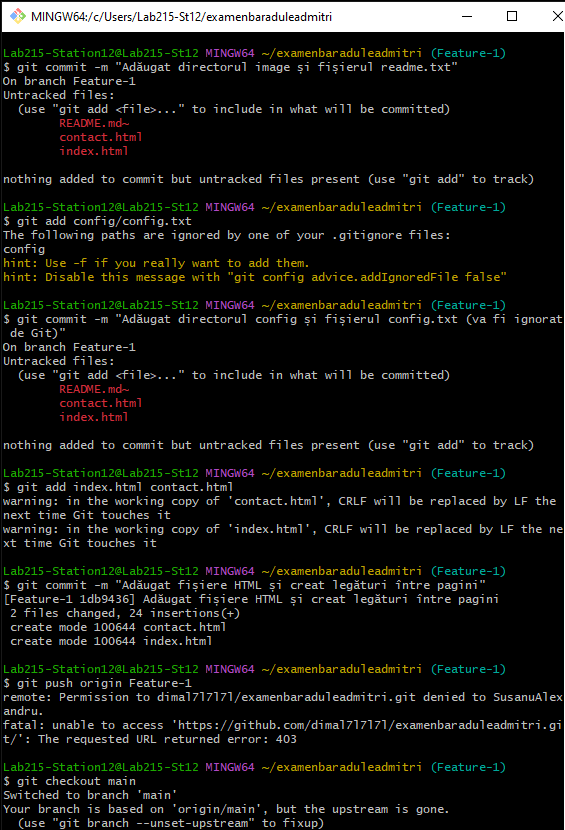 MINGW64:/c/Users/Lab215-St12/examenbaraduleadmitri
Lab215-Station12@Lab215-St12 MINGW64 ~/examenbaraduleadmitri (Feature-1)
$ git commit -m "Adăugat directorul image și fișierul readme.txt"
On branch Feature-1
Untracked files:
  (use "git add <file>..." to include in what will be committed)
        README.md~
        contact.html
        index.html
nothing added to commit but untracked files present (use "git add" to track)
Lab215-Station12@Lab215-St12 MINGW64 ~/examenbaraduleadmitri (Feature-1)
$ git add config/config.txt
The following paths are ignored by one of your .gitignore files:
config
hint: Use -f if you really want to add them.
hint: Disable this message with "git config advice.addIgnoredFile false"
Lab215-Station12@Lab215-St12 MINGW64 ~/examenbaraduleadmitri (Feature-1)
$ git commit -m "Adăugat directorul config și fișierul config.txt (va fi ignorat
 de Git)"
On branch Feature-1
Untracked files:
  (use "git add <file>..." to include in what will be committed)
        README.md~
        contact.html
        index.html
nothing added to commit but untracked files present (use "git add" to track)
Lab215-Station12@Lab215-St12 MINGW64 ~/examenbaraduleadmitri (Feature-1)
$ git add index.html contact.html
warning: in the working copy of 'contact.html', CRLF will be replaced by LF the
next time Git touches it
warning: in the working copy of 'index.html', CRLF will be replaced by LF the ne
xt time Git touches it
Lab215-Station12@Lab215-St12 MINGW64 ~/examenbaraduleadmitri (Feature-1)
$ git commit -m "Adăugat fișiere HTML și creat legături între pagini"
[Feature-1 1db9436] Adăugat fișiere HTML și creat legături între pagini
 2 files changed, 24 insertions(+)
 create mode 100644 contact.html
 create mode 100644 index.html
Lab215-Station12@Lab215-St12 MINGW64 ~/examenbaraduleadmitri (Feature-1)
$ git push origin Feature-1
remote: Permission to dimal7l7l7l/examenbaraduleadmitri.git denied to SusanuAlex
andru.
fatal: unable to access 'https://github.com/dimal7l7l7l/examenbaraduleadmitri.gi
t/': The requested URL returned error: 403
Lab215-Station12@Lab215-St12 MINGW64 ~/examenbaraduleadmitri (Feature-1)
$ git checkout main
Switched to branch 'main'
Your branch is based on 'origin/main', but the upstream is gone.
  (use "git branch --unset-upstream" to fixup)